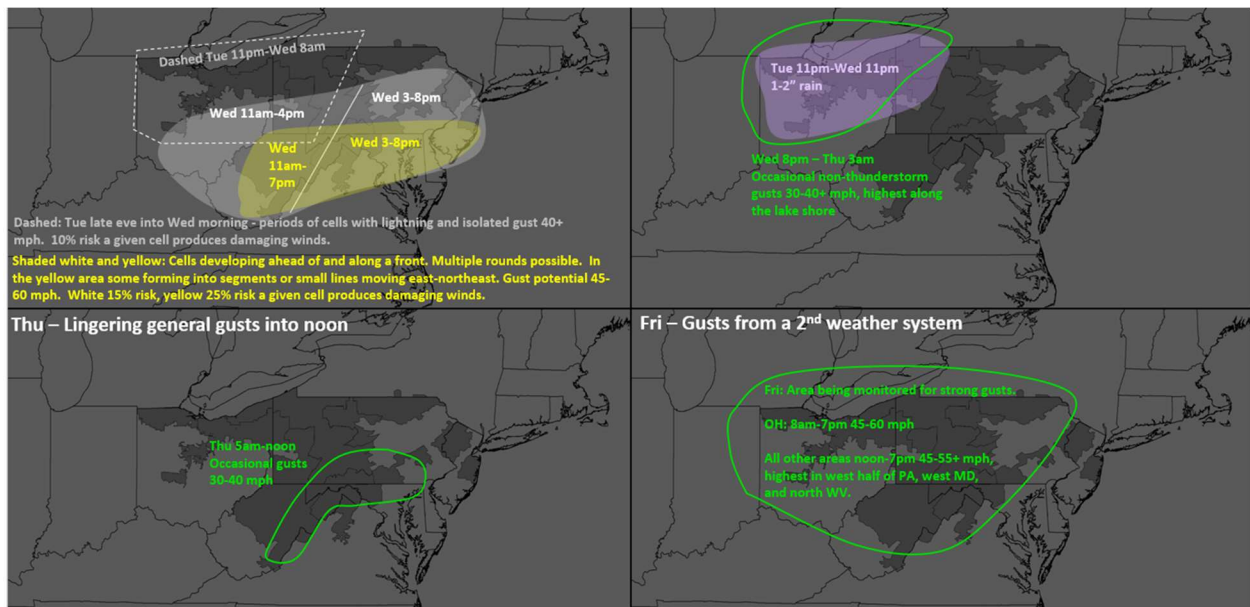 Dashed Tue 11pm-Wed 8am
Wed 11am-4pm
Wed 3-8pm
Wed
11am-
7pm
Wed 3-8pm
Dashed: Tue late eve into Wed morning - periods of cells with lightning and isolated gust 40+
mph.  10% risk a given cell produces damaging winds.
Shaded white and yellow: Cells developing ahead of and along a front. Multiple rounds possible.  In
the yellow area some forming into segments or small lines moving east-northeast. Gust potential 45-
60 mph.  White 15% risk, yellow 25% risk a given cell produces damaging winds.
Tue 11pm-Wed 11pm
1-2” rain
Wed 8pm – Thu 3am
Occasional non-thunderstorm
gusts 30-40+ mph, highest along
the lake shore
Thu – Lingering general gusts into noon
Thu 5am-noon
Occasional gusts
30-40 mph
Fri – Gusts from a 2nd weather system
Fri: Area being monitored for strong gusts.
OH: 8am-7pm 45-60 mph
All other areas noon-7pm 45-55+ mph,
highest in west half of PA, west MD,
and north WV.